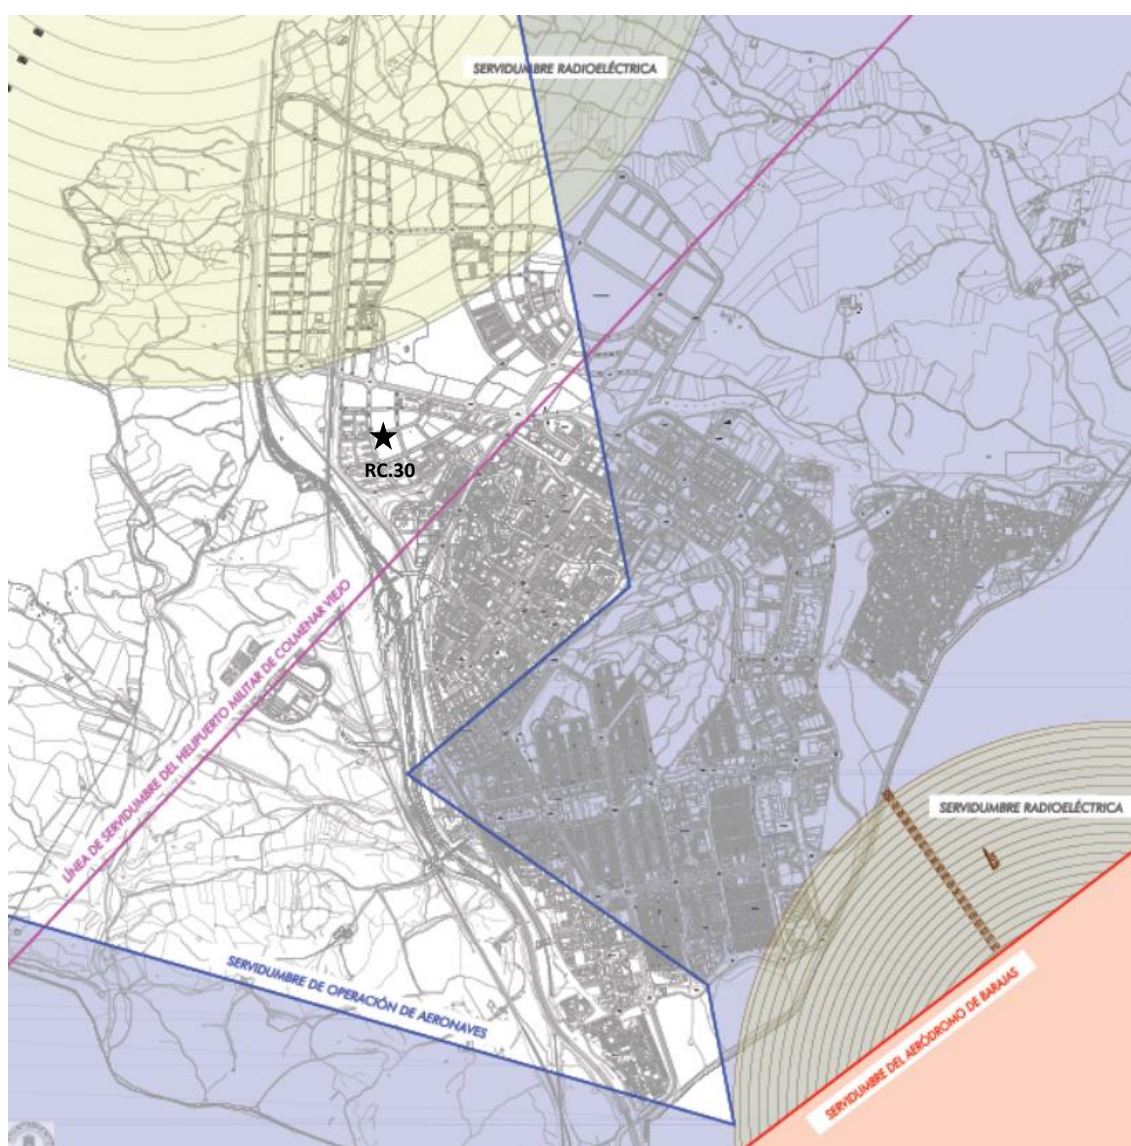 SERVIDUMBRE RADIOELÉCTRICA
RC.30
LÍNEA DE SERVIDUMBRE DEL HELIPUERTO MILITAR DE COLMENAR VIEJO
SERVIDUMBRE RADIOELÉCTRICA
SERVIDUMBRE DE OPERACIÓN DE AERONAVES
SERVIDUMBRE DEL AERÓDROMO DE BARAJAS